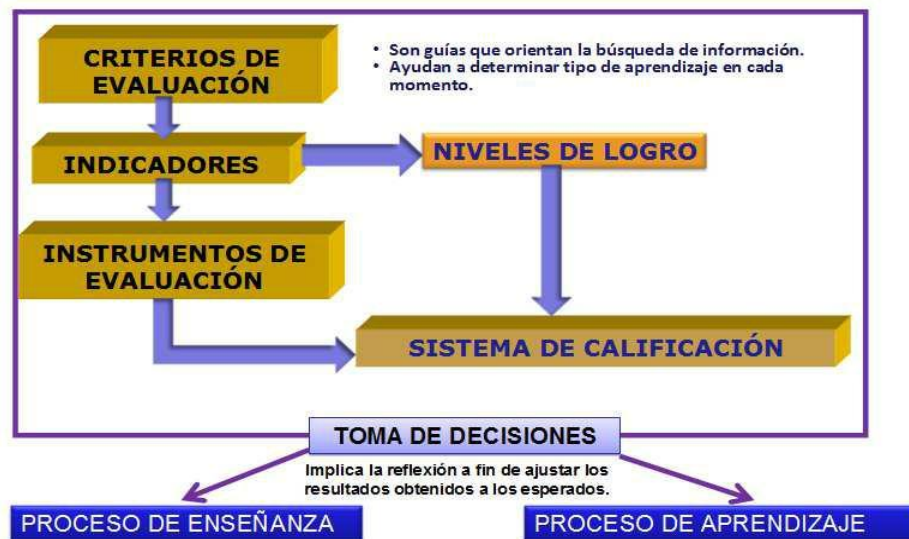 CRITERIOS DE
EVALUACIÓN
• Son guías que orientan la búsqueda de información.
• Ayudan a determinar tipo de aprendizaje en cada
momento.
INDICADORES
NIVELES DE LOGRO
INSTRUMENTOS DE
EVALUACIÓN
SISTEMA DE CALIFICACIÓN
TOMA DE DECISIONES
Implica la reflexión a fin de ajustar los
resultados obtenidos a los esperados.
PROCESO DE ENSEÑANZA
PROCESO DE APRENDIZAJE